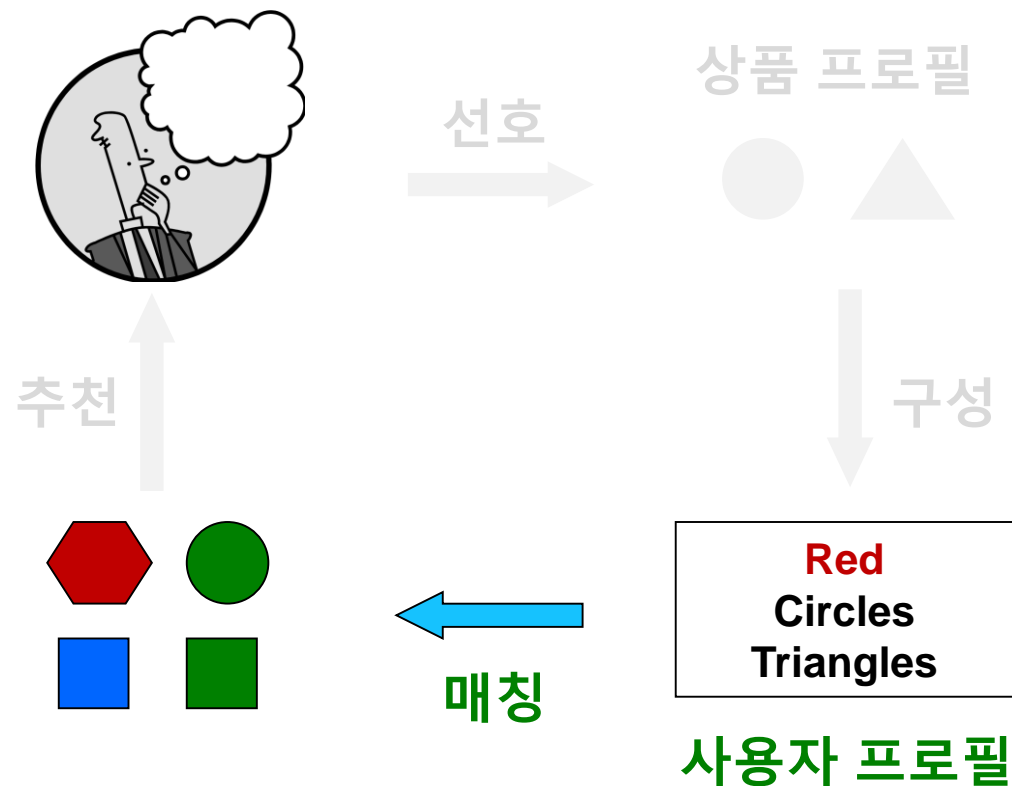 상품 프로필
선호
추천
구성
Red
Circles
Triangles
매칭
사용자 프로필